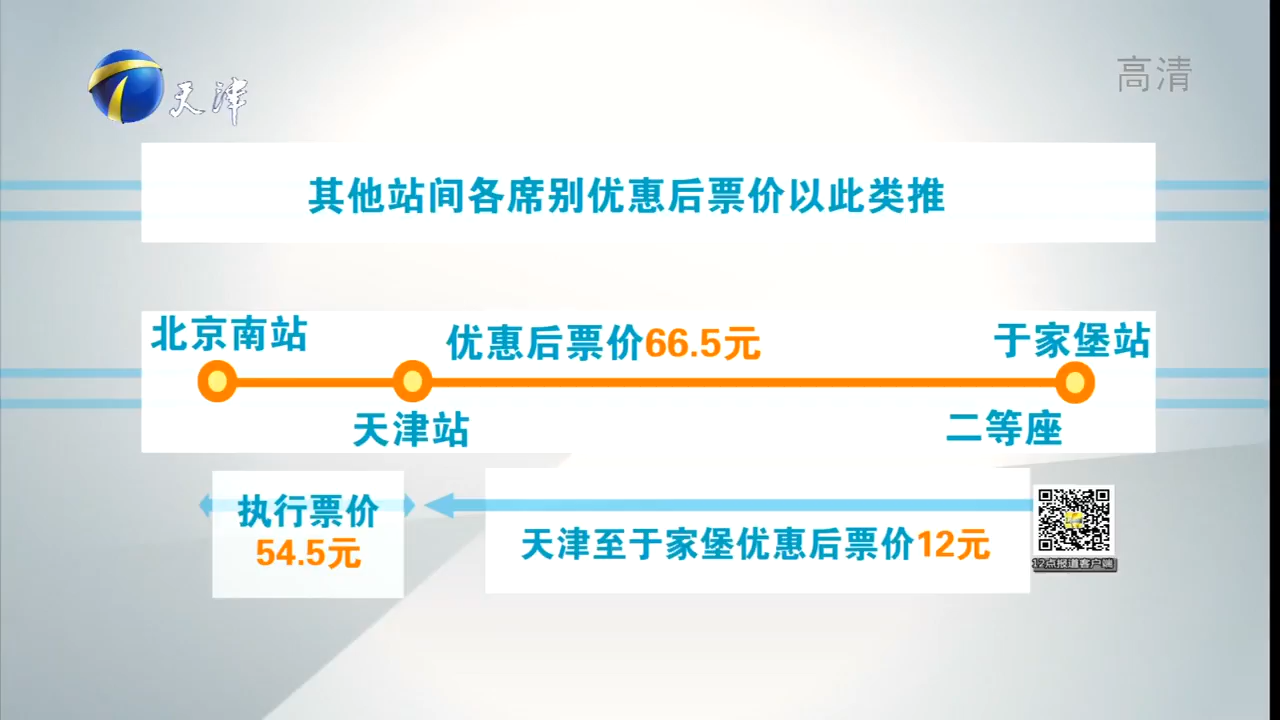 天津
高清
其他站间各席别优惠后票价以此类推
北京南站
优惠后票价66.5元
于家堡站
天津站
二等座
执行票价
54.5元
天津至于家堡优惠后票价12元
12点报道客户端